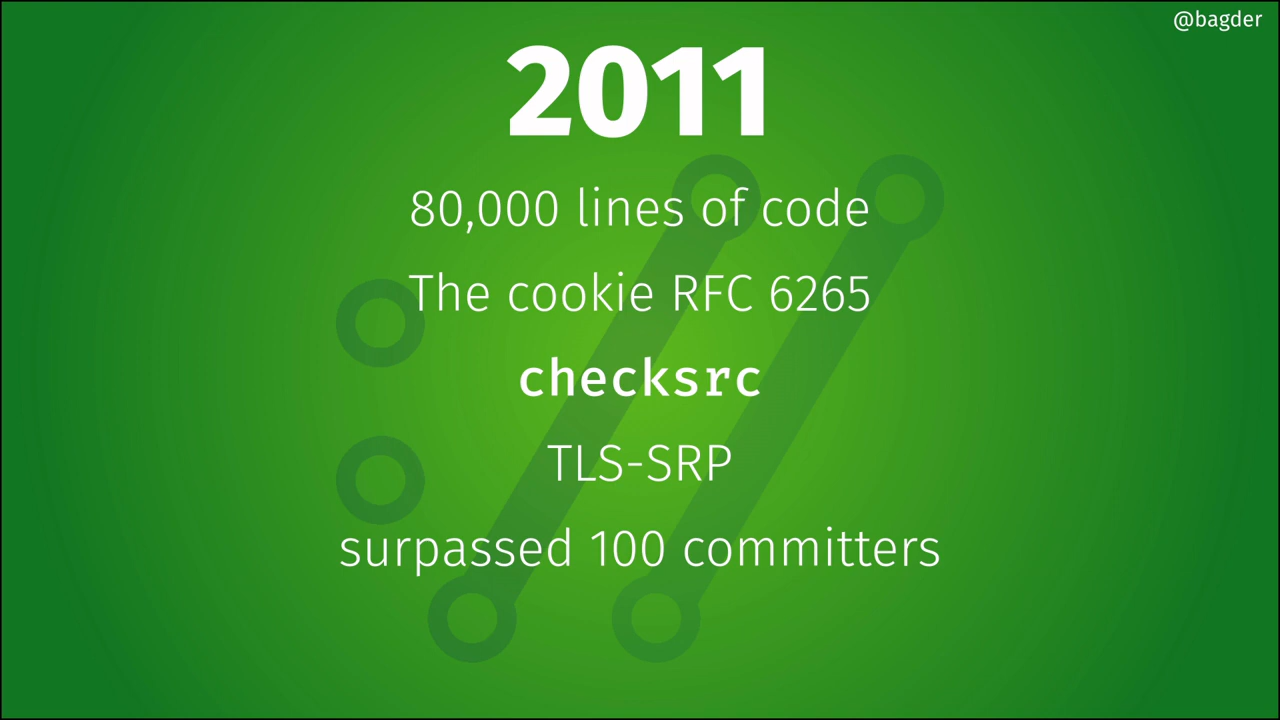 @bagder
2011
80,000 lines of code
The cookie RFC 6265
checksrc
TLS-SRP
surpassed 100 committers